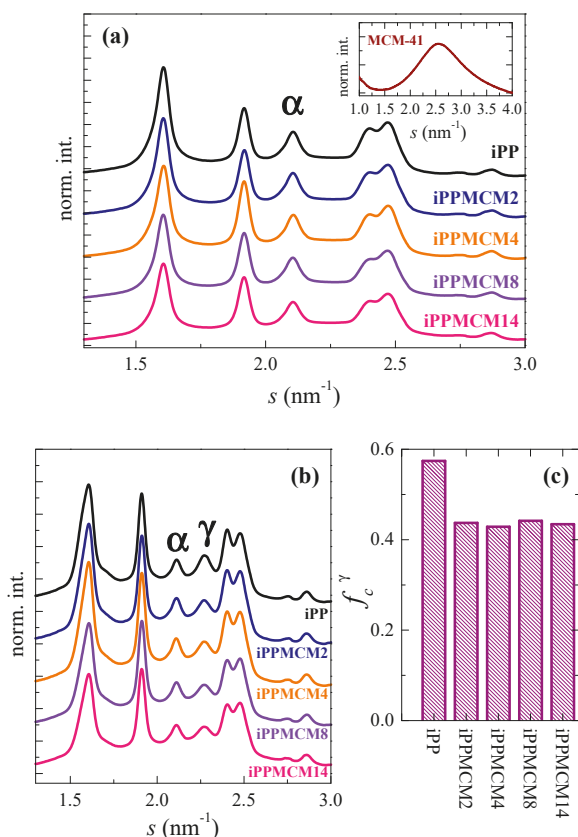 (a)
MCM-41
norm. int.
1.0 1.5 2.0 2.5 3.0 3.5 4.0
s (nm⁻¹)
α
iPP
iPPMCM2
iPPMCM4
iPPMCM8
iPPMCM14
norm. int.
1.5 2.0 2.5 3.0
s (nm⁻¹)
(b)
α γ
iPP
iPPMCM2
iPPMCM4
iPPMCM8
iPPMCM14
norm. int.
1.5 2.0 2.5 3.0
s (nm⁻¹)
(c)
0.6
0.4
0.2
0.0
f_c^γ
iPP
iPPMCM2
iPPMCM4
iPPMCM8
iPPMCM14